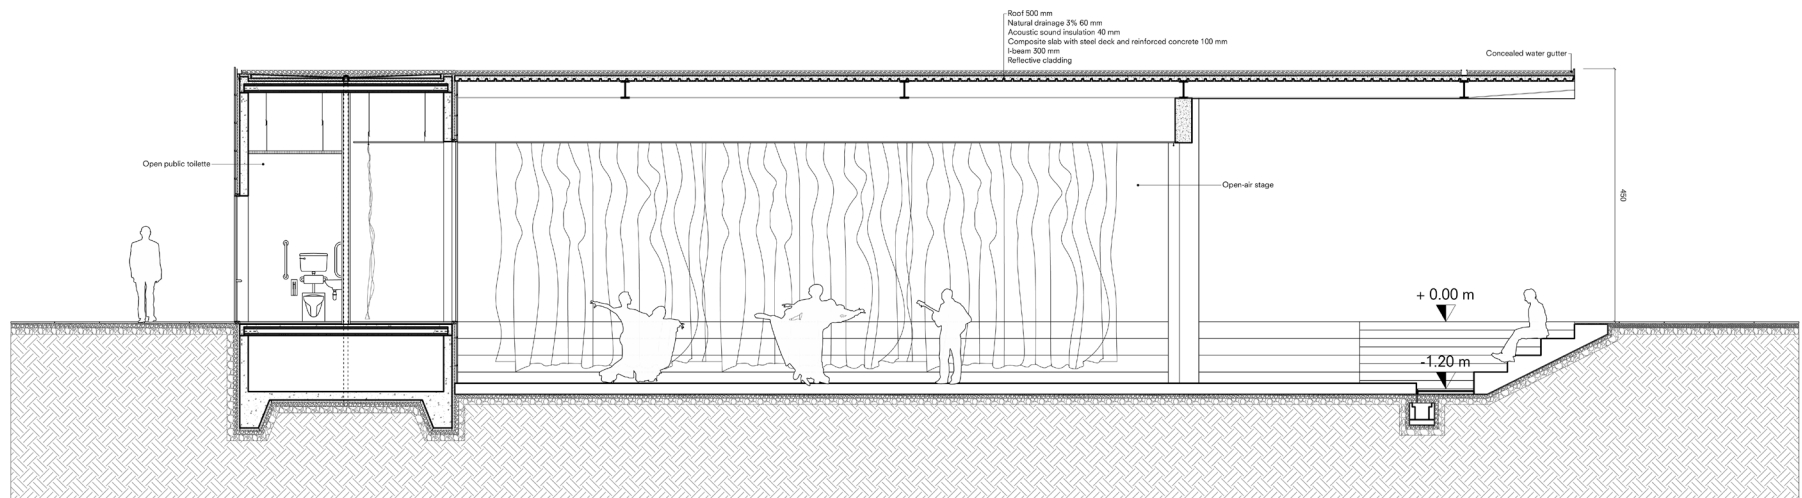 Roof 500 mm
Natural drainage 3% 60 mm
Acoustic sound insulation 40 mm
Composite slab with steel deck and reinforced concrete 100 mm
I-beam 300 mm
Reflective cladding
Concealed water gutter
Open public toilette
Open-air stage
450
+ 0.00 m
-1.20 m